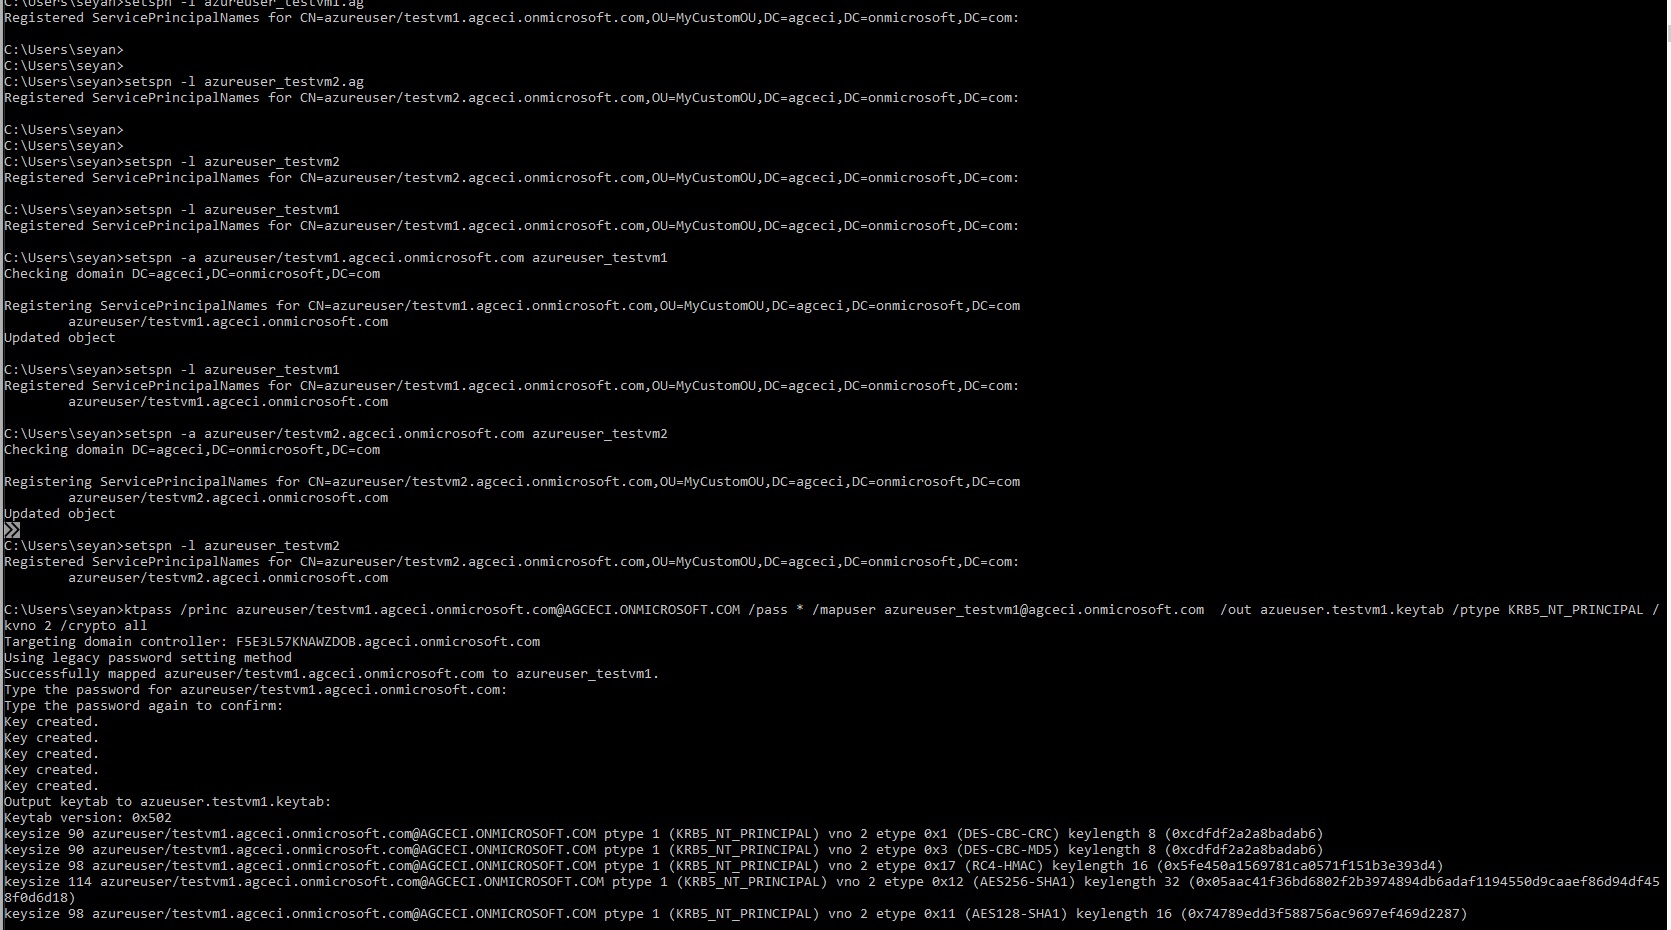 C:\Users\seyan>setspn -l azureuser_testvm1.ag
Registered ServicePrincipalNames for CN=azureuser/testvm1.agceci.onmicrosoft.com,OU=MyCustomOU,DC=agceci,DC=onmicrosoft,DC=com:
C:\Users\seyan>
C:\Users\seyan>
C:\Users\seyan>setspn -l azureuser_testvm2.ag
Registered ServicePrincipalNames for CN=azureuser/testvm2.agceci.onmicrosoft.com,OU=MyCustomOU,DC=agceci,DC=onmicrosoft,DC=com:
C:\Users\seyan>
C:\Users\seyan>
C:\Users\seyan>setspn -l azureuser_testvm2
Registered ServicePrincipalNames for CN=azureuser/testvm2.agceci.onmicrosoft.com,OU=MyCustomOU,DC=agceci,DC=onmicrosoft,DC=com:
C:\Users\seyan>setspn -l azureuser_testvm1
Registered ServicePrincipalNames for CN=azureuser/testvm1.agceci.onmicrosoft.com,OU=MyCustomOU,DC=agceci,DC=onmicrosoft,DC=com:
C:\Users\seyan>setspn -a azureuser/testvm1.agceci.onmicrosoft.com azureuser_testvm1
Checking domain DC=agceci,DC=onmicrosoft,DC=com
Registering ServicePrincipalNames for CN=azureuser/testvm1.agceci.onmicrosoft.com,OU=MyCustomOU,DC=agceci,DC=onmicrosoft,DC=com
azureuser/testvm1.agceci.onmicrosoft.com
Updated object
C:\Users\seyan>setspn -l azureuser_testvm1
Registered ServicePrincipalNames for CN=azureuser/testvm1.agceci.onmicrosoft.com,OU=MyCustomOU,DC=agceci,DC=onmicrosoft,DC=com:
azureuser/testvm1.agceci.onmicrosoft.com
C:\Users\seyan>setspn -a azureuser/testvm2.agceci.onmicrosoft.com azureuser_testvm2
Checking domain DC=agceci,DC=onmicrosoft,DC=com
Registering ServicePrincipalNames for CN=azureuser/testvm2.agceci.onmicrosoft.com,OU=MyCustomOU,DC=agceci,DC=onmicrosoft,DC=com
azureuser/testvm2.agceci.onmicrosoft.com
Updated object
C:\Users\seyan>setspn -l azureuser_testvm2
Registered ServicePrincipalNames for CN=azureuser/testvm2.agceci.onmicrosoft.com,OU=MyCustomOU,DC=agceci,DC=onmicrosoft,DC=com:
azureuser/testvm2.agceci.onmicrosoft.com
C:\Users\seyan>ktpass /princ azureuser/testvm1.agceci.onmicrosoft.com@AGCECI.ONMICROSOFT.COM /pass * /mapuser azureuser_testvm1@agceci.onmicrosoft.com  /out azueuser.testvm1.keytab /ptype KRB5_NT_PRINCIPAL /
kvno 2 /crypto all
Targeting domain controller: F5E3L57KNAWZDOB.agceci.onmicrosoft.com
Using legacy password setting method
Successfully mapped azureuser/testvm1.agceci.onmicrosoft.com to azureuser_testvm1.
Type the password for azureuser/testvm1.agceci.onmicrosoft.com:
Type the password again to confirm:
Key created.
Key created.
Key created.
Key created.
Key created.
Output keytab to azueuser.testvm1.keytab:
Keytab version: 0x502
keysize 90 azureuser/testvm1.agceci.onmicrosoft.com@AGCECI.ONMICROSOFT.COM ptype 1 (KRB5_NT_PRINCIPAL) vno 2 etype 0x1 (DES-CBC-CRC) keylength 8 (0xcdfdf2a2a8badab6)
keysize 90 azureuser/testvm1.agceci.onmicrosoft.com@AGCECI.ONMICROSOFT.COM ptype 1 (KRB5_NT_PRINCIPAL) vno 2 etype 0x3 (DES-CBC-MD5) keylength 8 (0xcdfdf2a2a8badab6)
keysize 98 azureuser/testvm1.agceci.onmicrosoft.com@AGCECI.ONMICROSOFT.COM ptype 1 (KRB5_NT_PRINCIPAL) vno 2 etype 0x17 (RC4-HMAC) keylength 16 (0x5fe450a1569781ca0571f151b3e393d4)
keysize 114 azureuser/testvm1.agceci.onmicrosoft.com@AGCECI.ONMICROSOFT.COM ptype 1 (KRB5_NT_PRINCIPAL) vno 2 etype 0x12 (AES256-SHA1) keylength 32 (0x05aac41f36bd6802f2b3974894db6adaf1194550d9caaef86d94df45
8f0d6d18)
keysize 98 azureuser/testvm1.agceci.onmicrosoft.com@AGCECI.ONMICROSOFT.COM ptype 1 (KRB5_NT_PRINCIPAL) vno 2 etype 0x11 (AES128-SHA1) keylength 16 (0x74789edd3f588756ac9697ef469d2287)